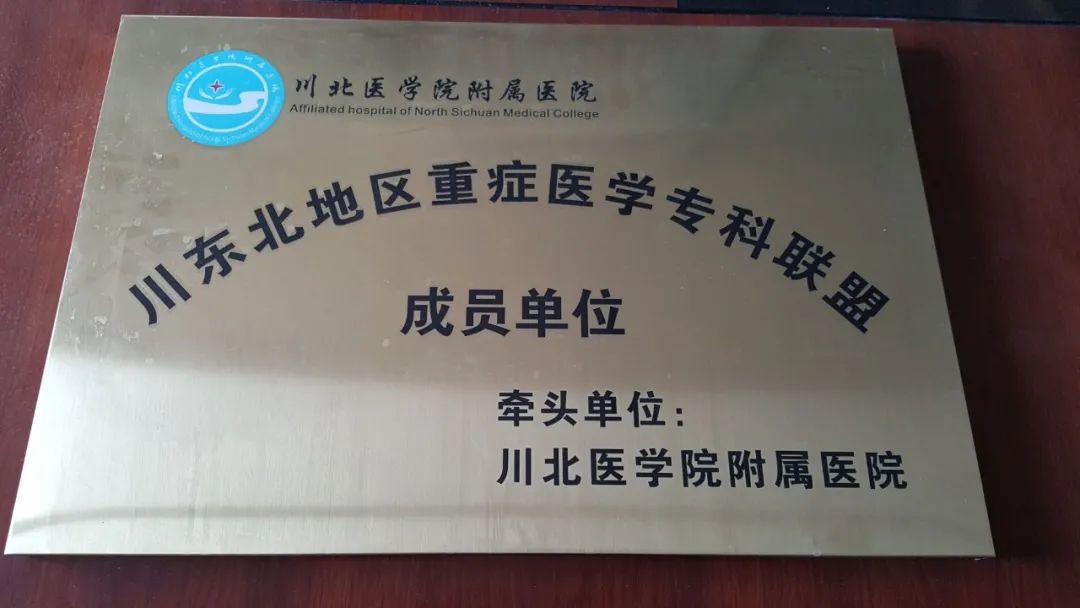 川北医学院附属医院
Affiliated hospital of North Sichuan Medical College
川东北地区重症医学专科联盟
成员单位
牵头单位：
川北医学院附属医院